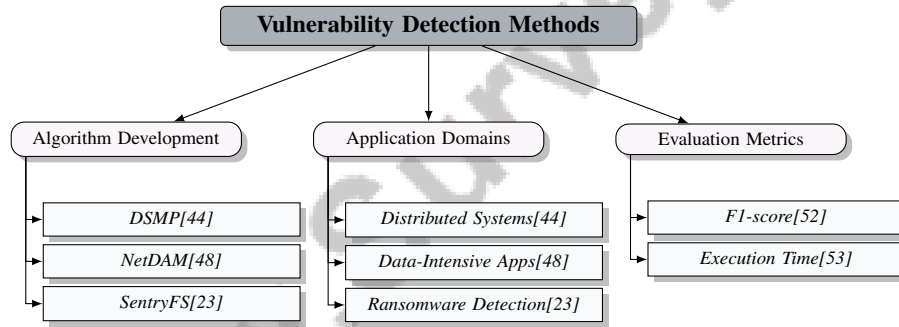 Vulnerability Detection Methods
Algorithm Development
Application Domains
Evaluation Metrics
DSMP[44]
Distributed Systems[44]
F1-score[52]
NetDAM[48]
Data-Intensive Apps[48]
Execution Time[53]
SentryFS[23]
Ransomware Detection[23]